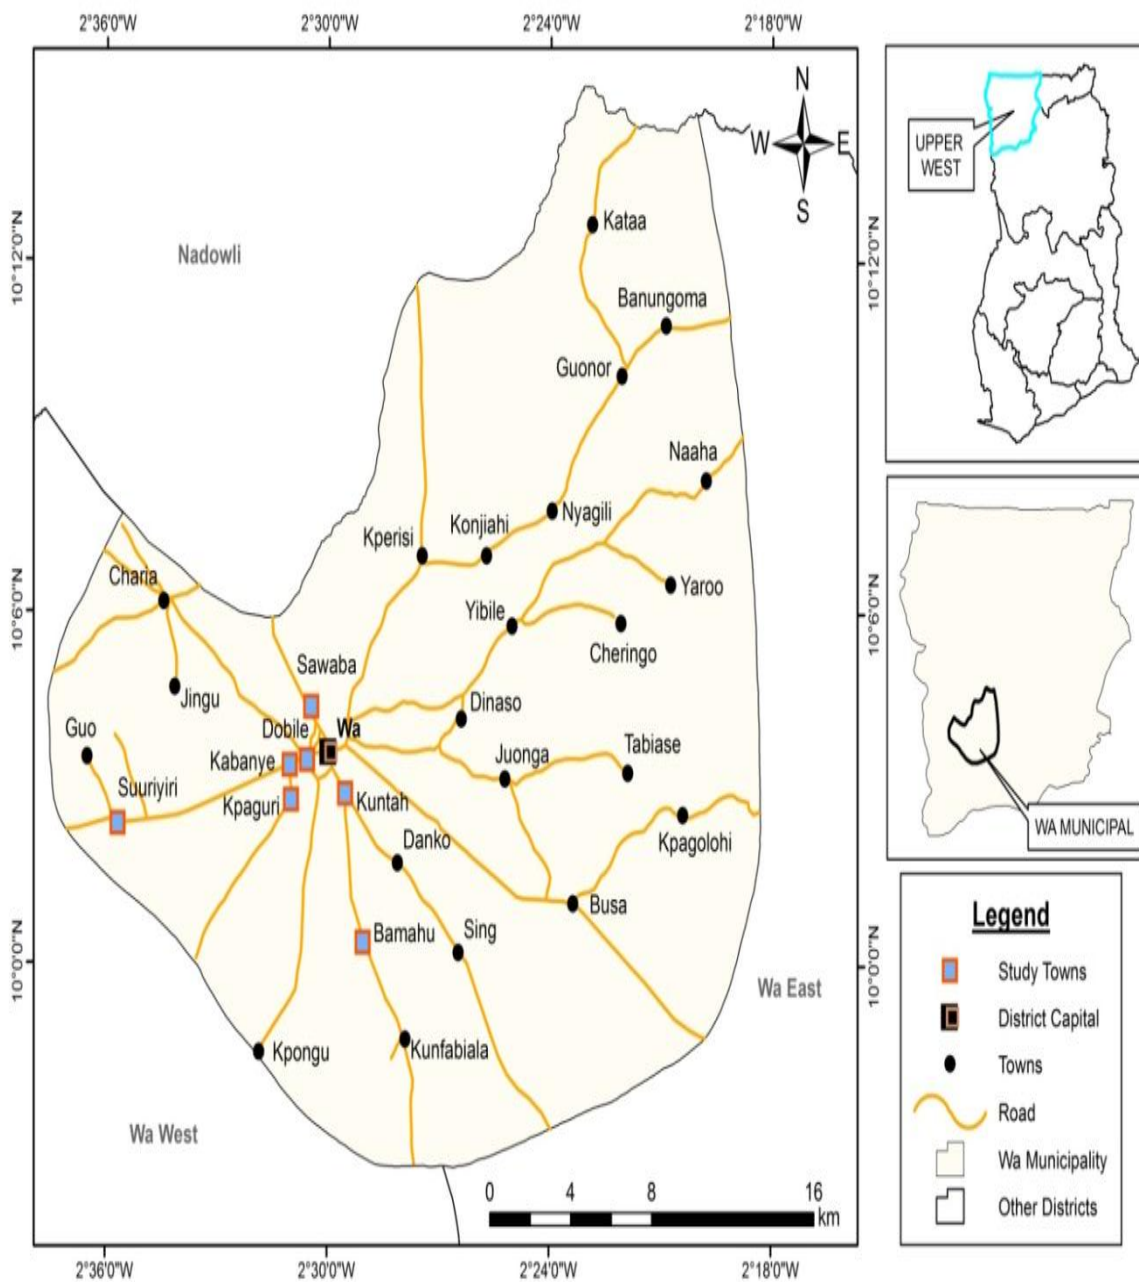 2°36'0"W
2°30'0"W
2°24'0"W
2°18'0"W
N
W
E
S
10°12'0"N
10°12'0"N
10°6'0"N
10°6'0"N
10°0'0"N
10°0'0"N
Nadowli
Kataa
Banungoma
Guonor
Naaha
Nyagili
Konjiahi
Kperisi
Charia
Yaroo
Yibile
Cheringo
Sawaba
Jingu
Dinaso
Guo
Dobile
Wa
Kabanye
Juonga
Tabiase
Suuriyiri
Kpaguri
Kuntah
Kpagolohi
Danko
Busa
Bamahu
Sing
Wa East
Kpongu
Kunfabiala
Wa West
0
4
8
16
km
2°36'0"W
2°30'0"W
2°24'0"W
2°18'0"W
UPPER
WEST
WA MUNICIPAL
Legend
Study Towns
District Capital
Towns
Road
Wa Municipality
Other Districts